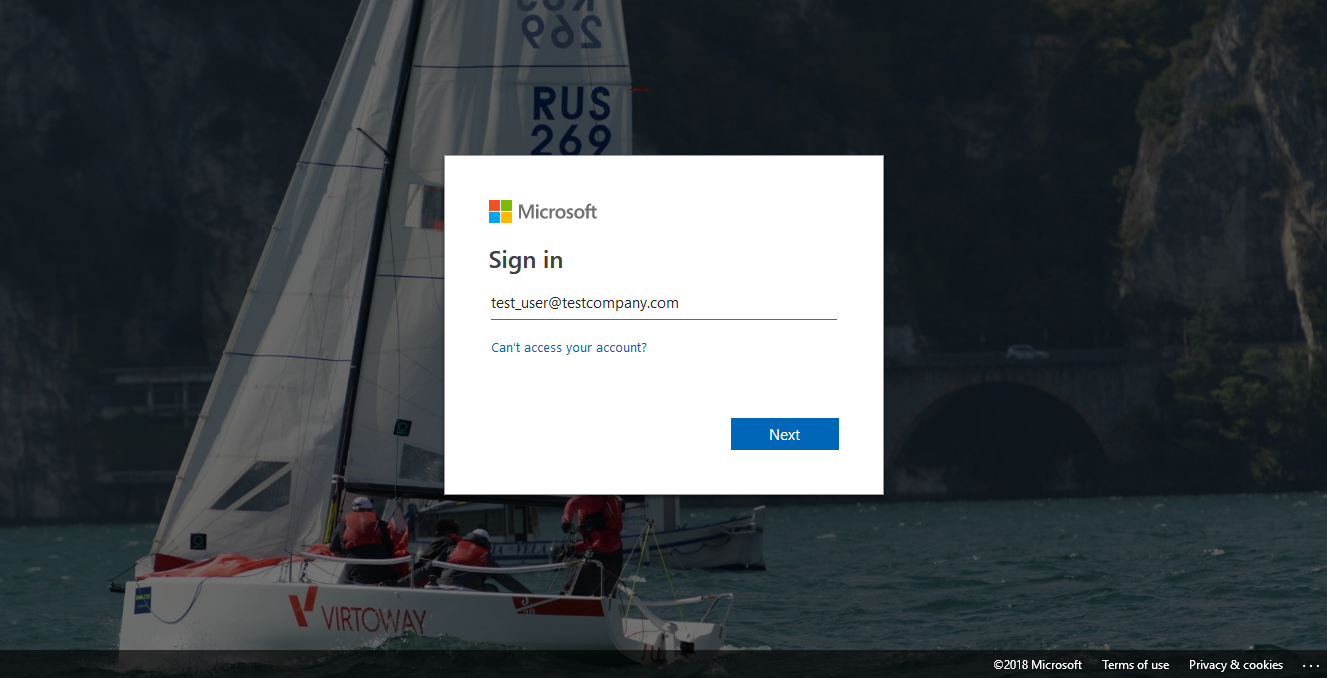 269
RUS
269
Microsoft
Sign in
test_user@testcompany.com
Can't access your account?
Next
VIRTOWAY
©2018 Microsoft
Terms of use
Privacy & cookies
...